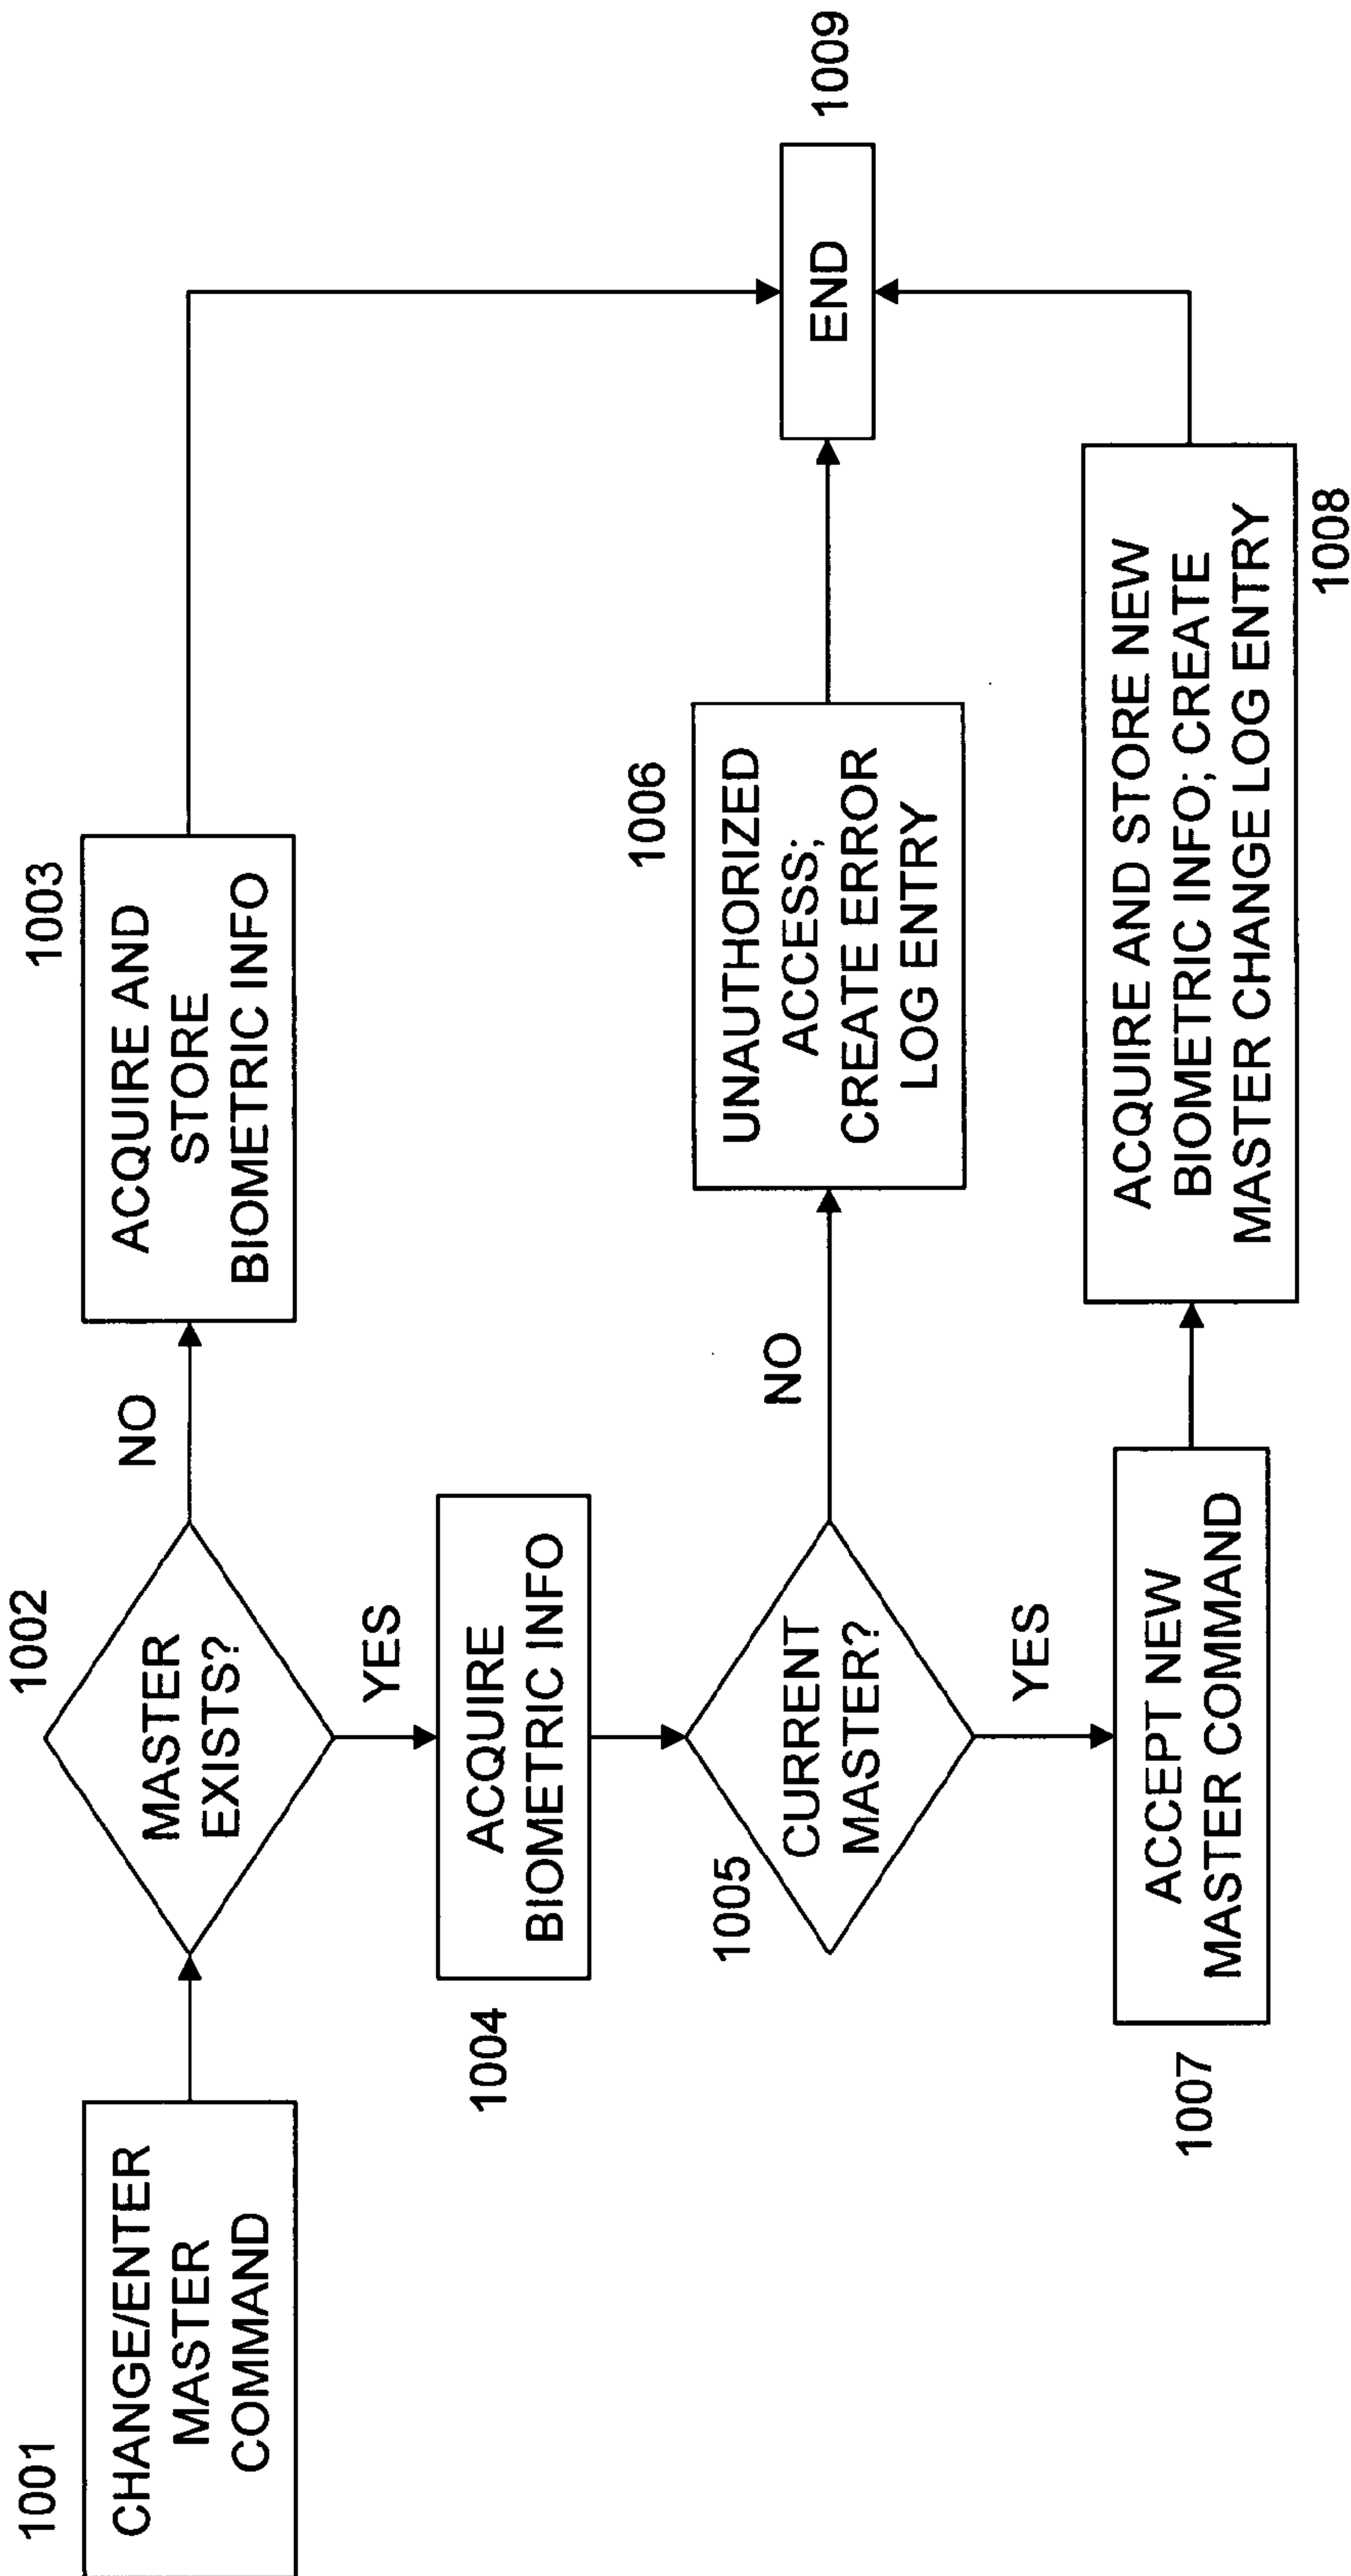 1001
CHANGE/ENTER
MASTER
COMMAND
1002
MASTER
EXISTS?
NO
1003
ACQUIRE AND
STORE
BIOMETRIC INFO
YES
1004
ACQUIRE
BIOMETRIC INFO
1005
CURRENT
MASTER?
NO
1006
UNAUTHORIZED
ACCESS;
CREATE ERROR
LOG ENTRY
END
1009
YES
1007
ACCEPT NEW
MASTER COMMAND
ACQUIRE AND STORE NEW
BIOMETRIC INFO; CREATE
MASTER CHANGE LOG ENTRY
1008